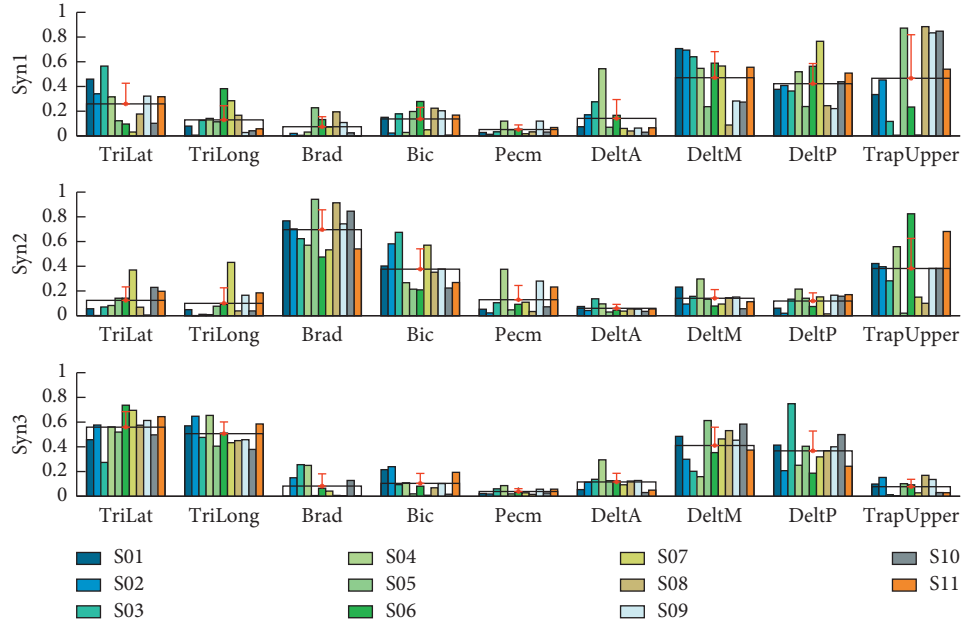 1
0.8
0.6
0.4
0.2
0
Syn1
TriLat TriLong Brad Bic Pecm DeltA DeltM DeltP TrapUpper
1
0.8
0.6
0.4
0.2
0
Syn2
TriLat TriLong Brad Bic Pecm DeltA DeltM DeltP TrapUpper
1
0.8
0.6
0.4
0.2
0
Syn3
TriLat TriLong Brad Bic Pecm DeltA DeltM DeltP TrapUpper
S01 S04 S07 S10
S02 S05 S08 S11
S03 S06 S09